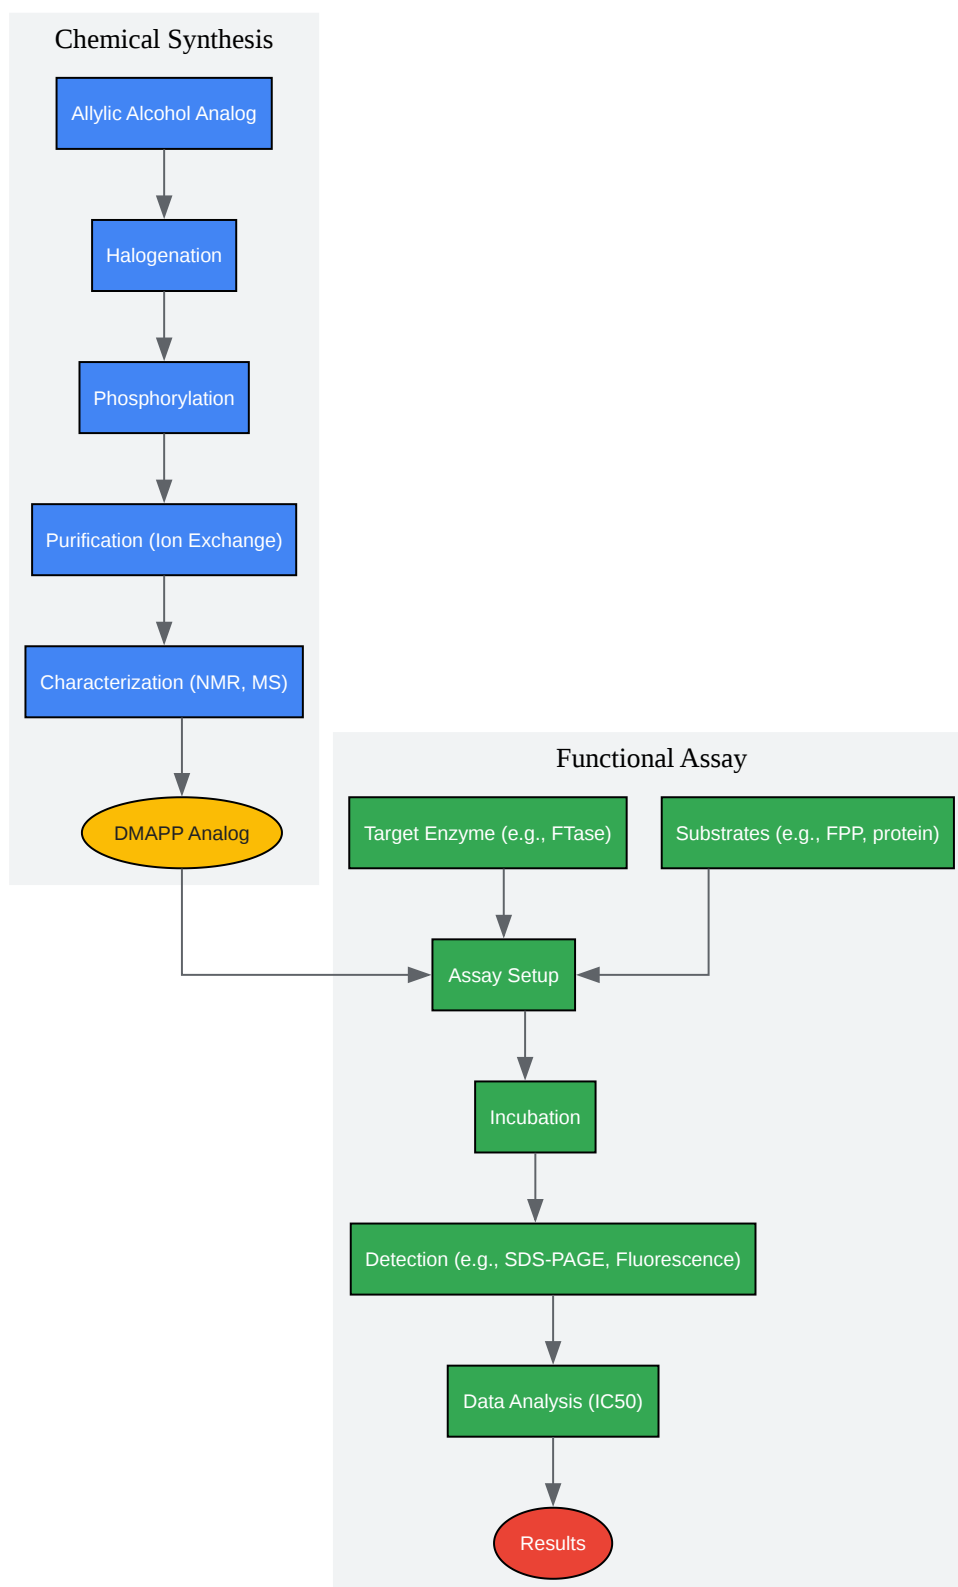 Chemical Synthesis
Allylic Alcohol Analog
Halogenation
Phosphorylation
Purification (Ion Exchange)
Characterization (NMR, MS)
DMAPP Analog
Functional Assay
Target Enzyme (e.g., FTase)
Substrates (e.g., FPP, protein)
Assay Setup
Incubation
Detection (e.g., SDS-PAGE, Fluorescence)
Data Analysis (IC50)
Results